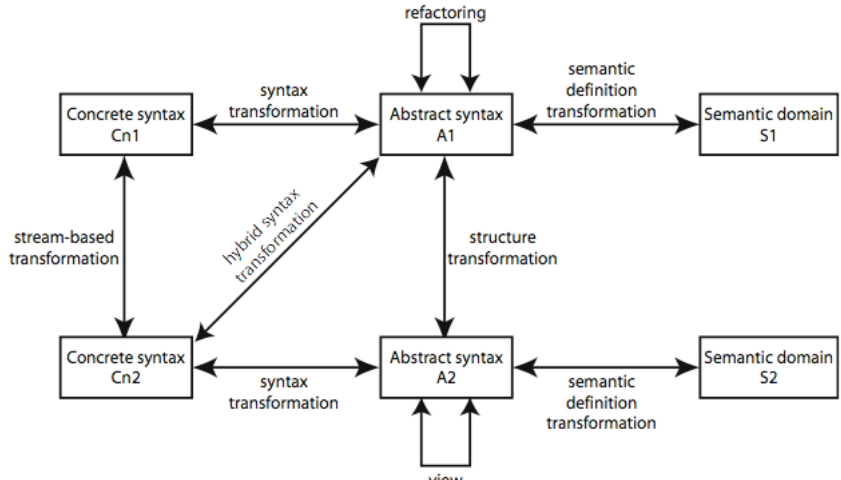 refactoring
semantic
definition
transformation
syntax
transformation
Concrete syntax
Cn1
Abstract syntax
A1
Semantic domain
S1
hybrid syntax
transformation
stream-based
transformation
structure
transformation
Concrete syntax
Cn2
Abstract syntax
A2
Semantic domain
S2
syntax
transformation
semantic
definition
transformation
view